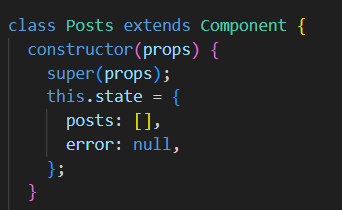 class Posts extends Component {
  constructor(props) {
    super(props);
    this.state = {
      posts: [],
      error: null,
    };
  }